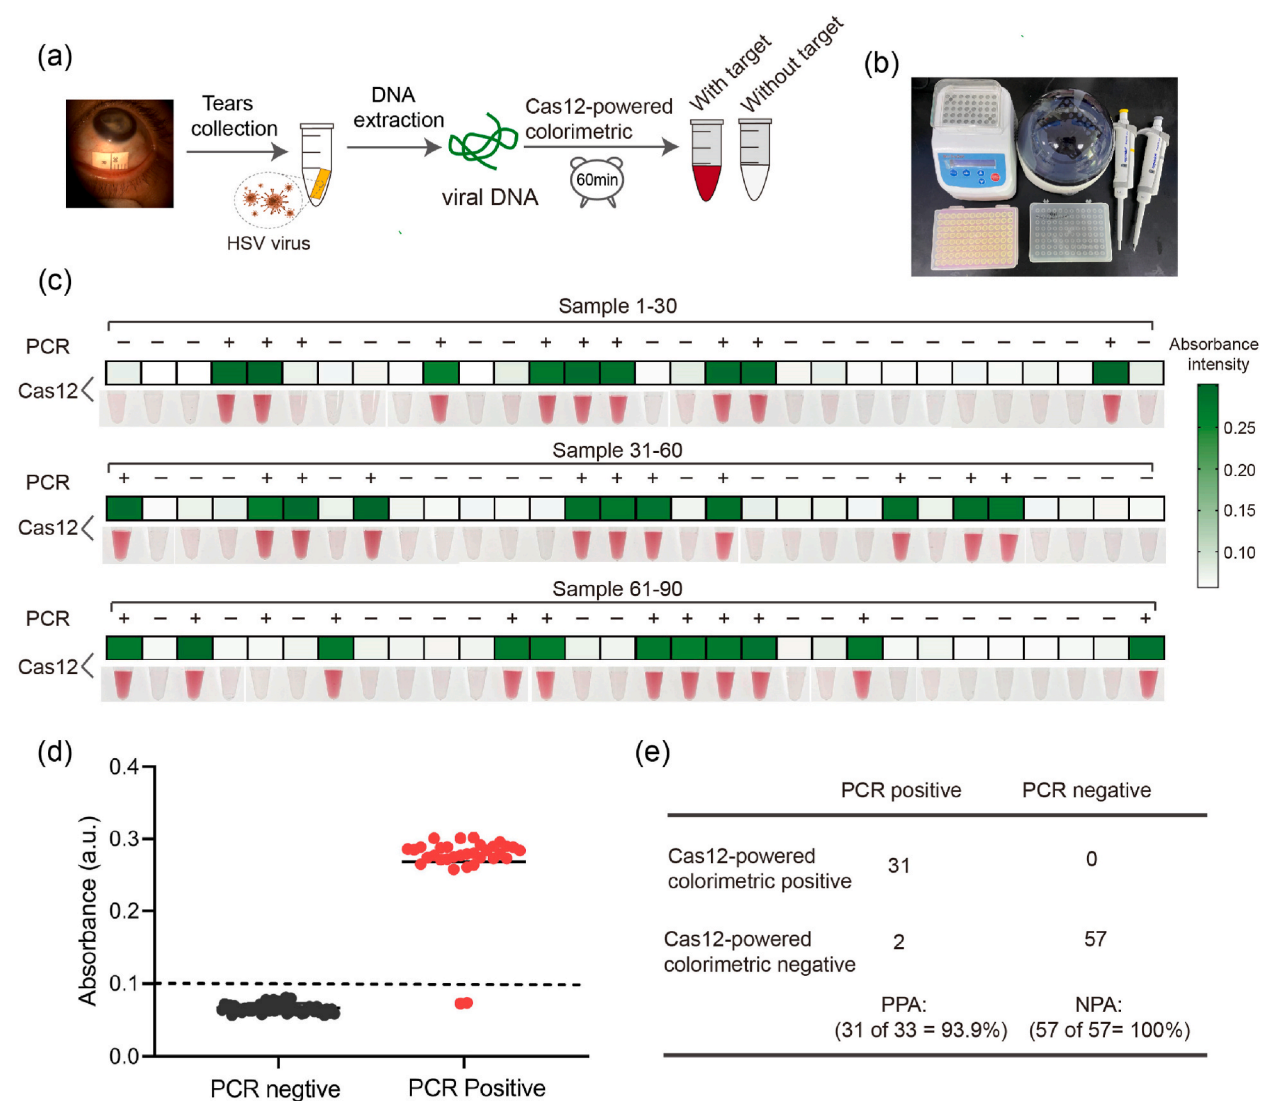 (a)
Tears
collection
HSV virus
DNA
extraction
viral DNA
Cas12-powered
colorimetric
60min
With target
Without target
(b)
(c)
Sample 1-30
PCR − − − + + + − − − + − − + + + − − + + − − − − − − − − − + −
Cas12
Sample 31-60
PCR + − − − + + − + − − − − − + + + − + − − − − + − + + − − − −
Cas12
Sample 61-90
PCR + − + − + − + − − − − + + − − + + + + − − + − − − − − − − +
Cas12
Absorbance
intensity
0.25
0.20
0.15
0.10
(d)
Absorbance (a.u.)
0.4
0.3
0.2
0.1
0.0
PCR negtive
PCR Positive
(e)
PCR positive
PCR negative
Cas12-powered
colorimetric positive
31
0
Cas12-powered
colorimetric negative
2
57
PPA:
(31 of 33 = 93.9%)
NPA:
(57 of 57= 100%)